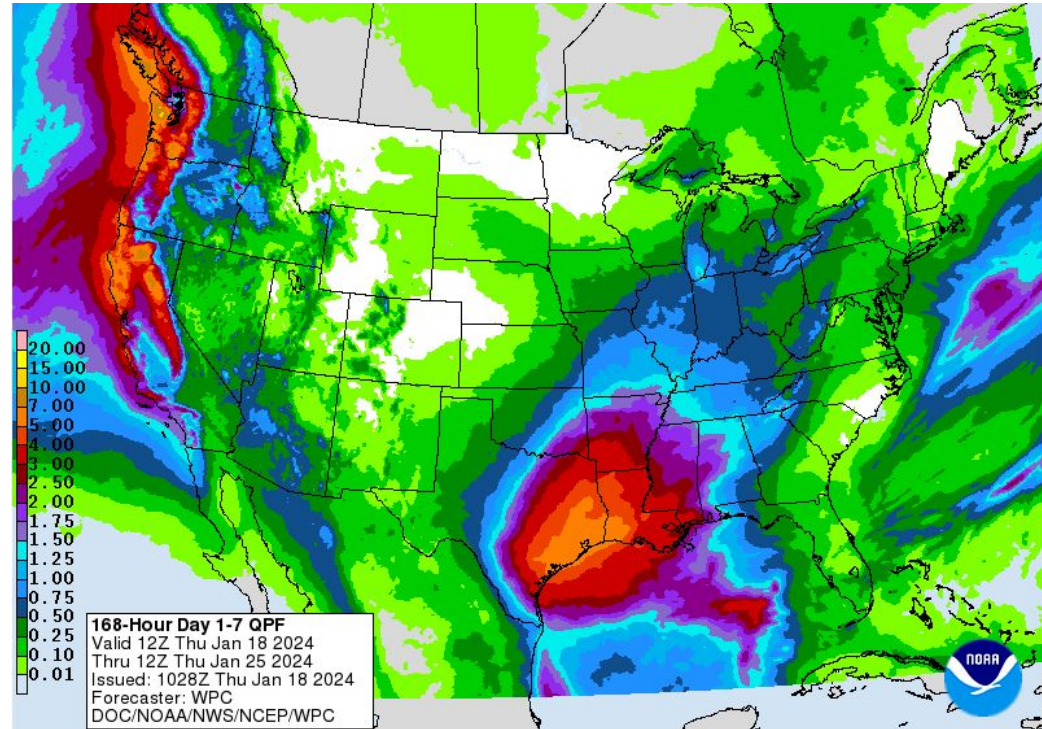 20.00
15.00
10.00
7.00
5.00
4.00
3.00
2.50
2.00
1.75
1.50
1.25
1.00
0.75
0.50
0.25
0.10
0.01
168-Hour Day 1-7 QPF
Valid 12Z Thu Jan 18 2024
Thru 12Z Thu Jan 25 2024
Issued: 1028Z Thu Jan 18 2024
Forecaster: WPC
DOC/NOAA/NWS/NCEP/WPC
NOAA